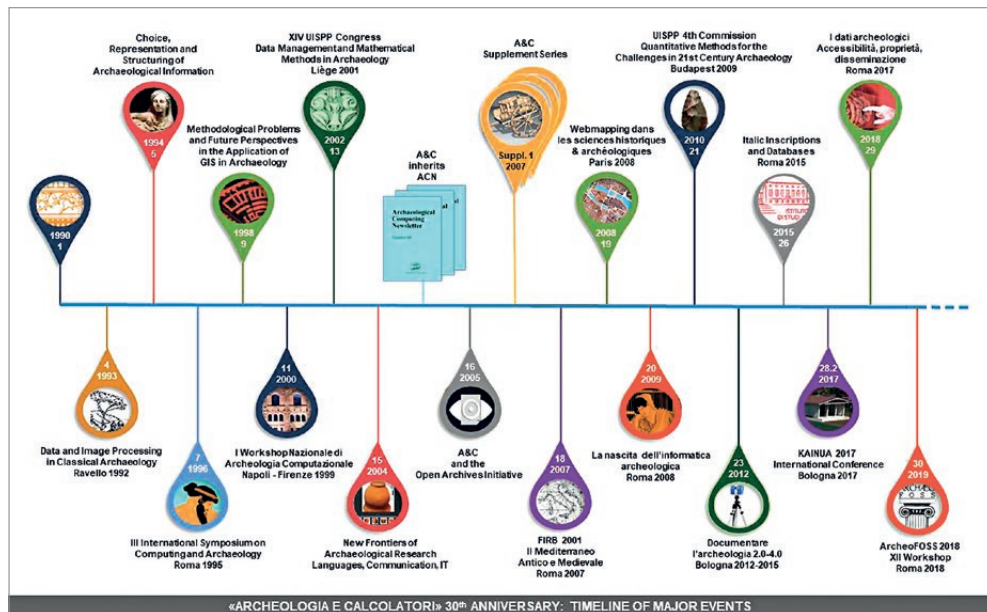 Choice,
Representation and
Structuring of
Archaeological Information
1994
5
XIV UISPP Congress
Data Management and Mathematical
Methods in Archaeology
Liège 2001
2002
13
A&C
Supplement Series
Suppl. 1
2007
UISPP 4th Commission
Quantitative Methods for the
Challenges in 21st Century Archaeology
Budapest 2009
2010
21
I dati archeologici
Accessibilità, proprietà,
disseminazione
Roma 2017
2018
29
1990
1
Methodological Problems
and Future Perspectives
in the Application of
GIS in Archaeology
1998
9
A&C
inherits
ACN
Archaeological
Computing
Newsletter
Webmapping dans
les sciences historiques
& archéologiques
Paris 2008
2008
19
Italic Inscriptions
and Databases
Roma 2015
ISTITUTO
DI STUDI
2015
26
4
1993
Data and Image Processing
in Classical Archaeology
Ravello 1992
7
1996
III International Symposium on
Computing and Archaeology
Roma 1995
11
2000
I Workshop Nazionale di
Archeologia Computazionale
Napoli - Firenze 1999
15
2004
New Frontiers of
Archaeological Research
Languages, Communication, IT
16
2005
A&C
and the
Open Archives Initiative
18
2007
FIRB 2001
Il Mediterraneo
Antico e Medievale
Roma 2007
20
2009
La nascita dell'informatica
archeologica
Roma 2008
23
2012
Documentare
l'archeologia 2.0-4.0
Bologna 2012-2015
28.2
2017
KAINUA 2017
International Conference
Bologna 2017
30
2019
ARCHEO
FOSS
ArcheoFOSS 2018
XII Workshop
Roma 2018
«ARCHEOLOGIA E CALCOLATORI» 30th ANNIVERSARY: TIMELINE OF MAJOR EVENTS